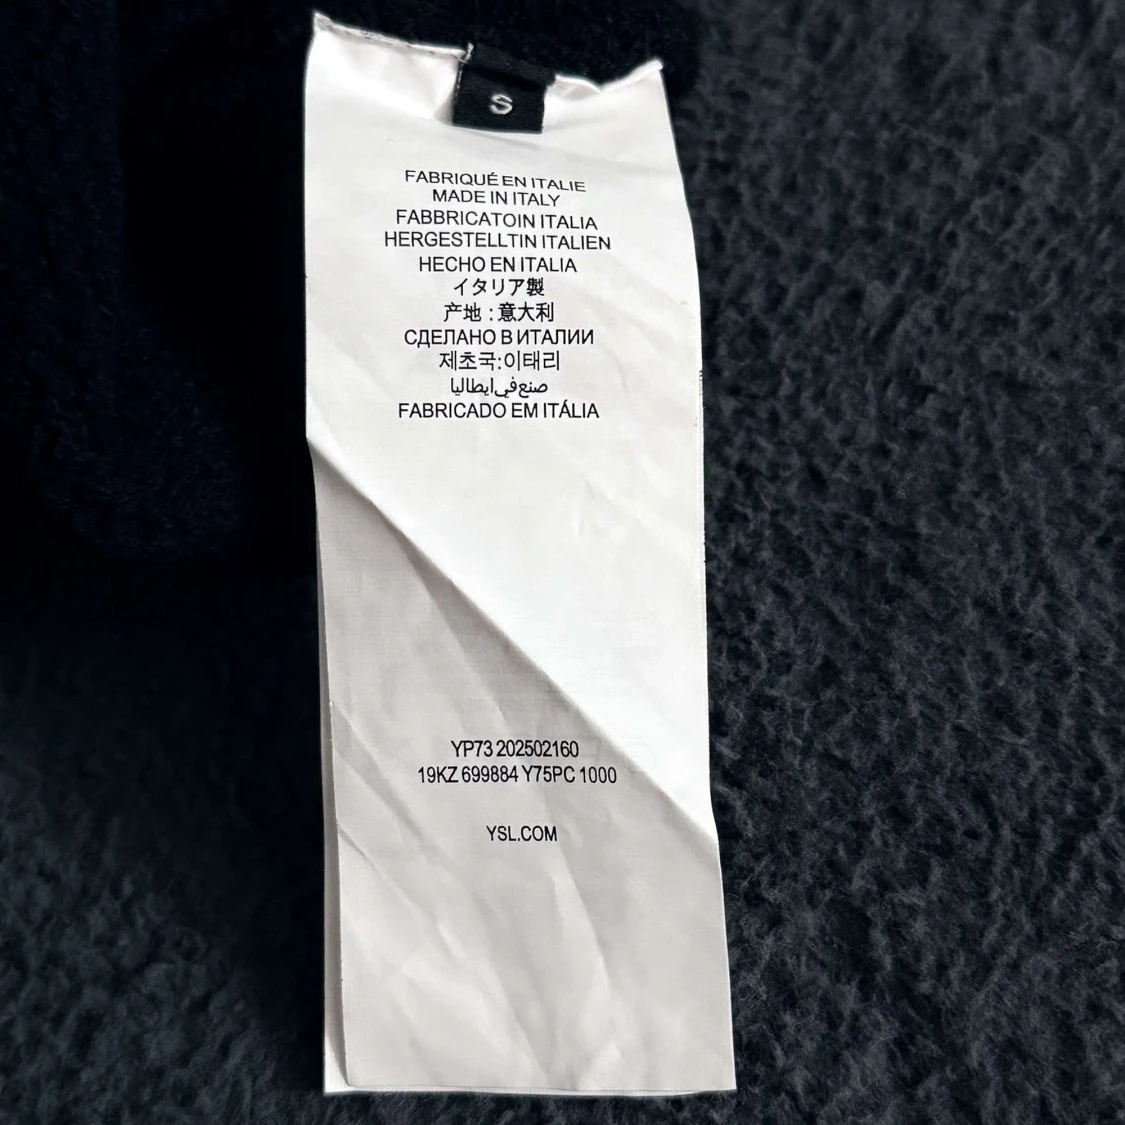 S
FABRIQUÉ EN ITALIE
MADE IN ITALY
FABBRICATOIN ITALIA
HERGESTELLTIN ITALIEN
HECHO EN ITALIA
イタリア製
产地:意大利
СДЕЛАНО В ИТАЛИИ
제초국:이태리
صنع في ايطاليا
FABRICADO EM ITÁLIA
YP73 202502160
19KZ 699884 Y75PC 1000
YSL.COM